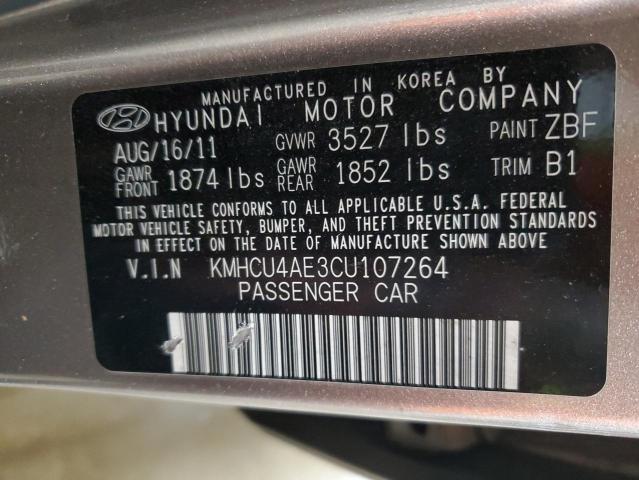 MANUFACTURED IN KOREA BY
HYUNDAI MOTOR COMPANY
AUG/16/11 GVWR 3527 lbs PAINT ZBF
GAWR FRONT 1874 lbs GAWR REAR 1852 lbs TRIM B1
THIS VEHICLE CONFORMS TO ALL APPLICABLE U.S.A. FEDERAL
MOTOR VEHICLE SAFETY, BUMPER, AND THEFT PREVENTION STANDARDS
IN EFFECT ON THE DATE OF MANUFACTURE SHOWN ABOVE
V.I.N KMHCU4AE3CU107264
PASSENGER CAR